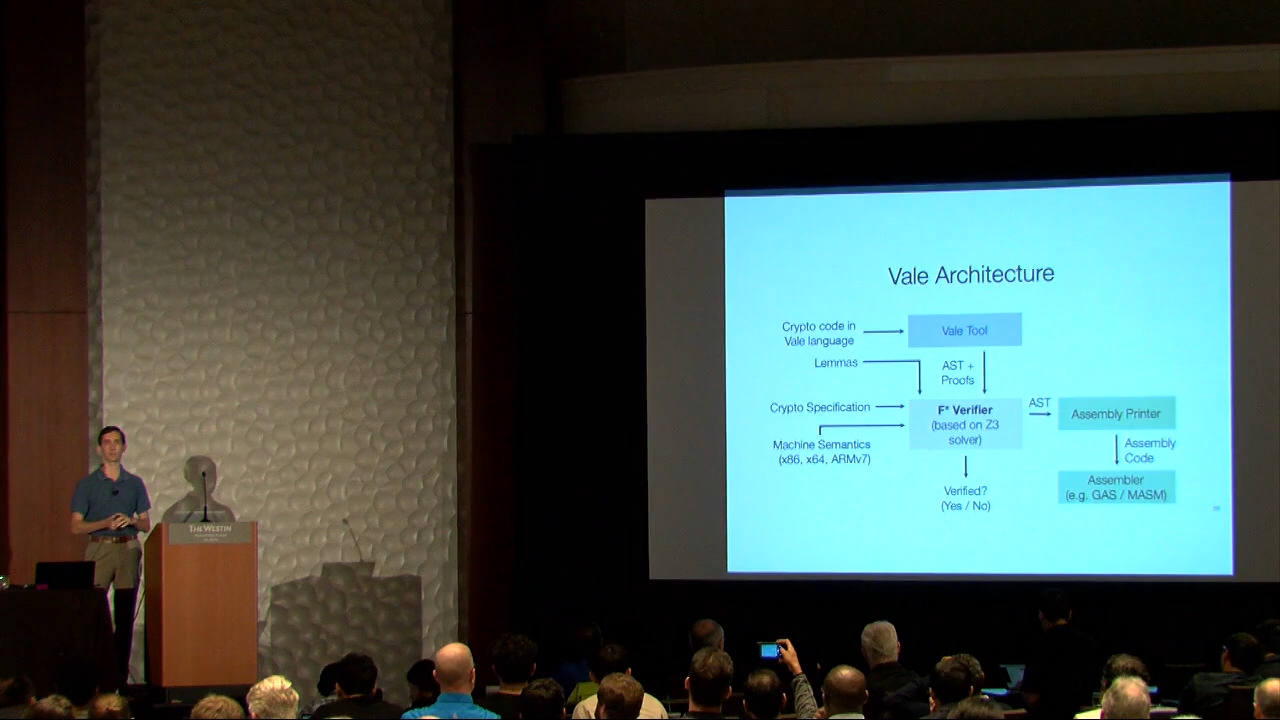 Vale Architecture
Crypto code in
Vale language
Vale Tool
Lemmas
AST +
Proofs
Crypto Specification
F* Verifier
(based on Z3
solver)
AST
Assembly Printer
Machine Semantics
(x86, x64, ARMv7)
Assembly
Code
Verified?
(Yes / No)
Assembler
(e.g. GAS / MASM)
THE WESTIN